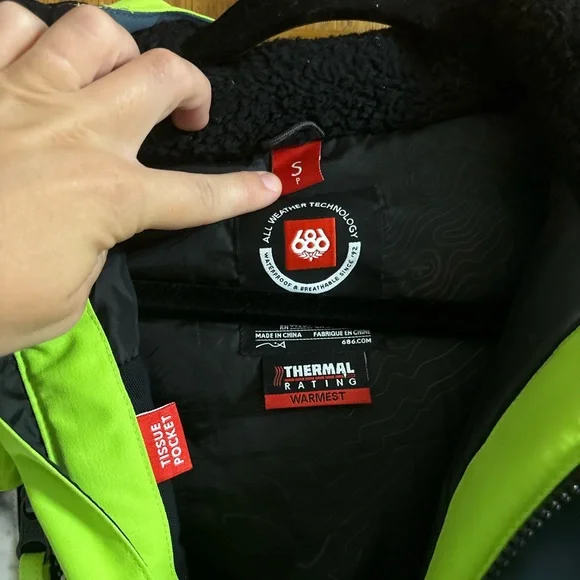 S
P
ALL WEATHER TECHNOLOGY
686
WATERPROOF & BREATHABLE SINCE '92
MADE IN CHINA FABRIQUE EN CHINE
686.COM
THERMAL
RATING
WARMEST
TISSUE
POCKET